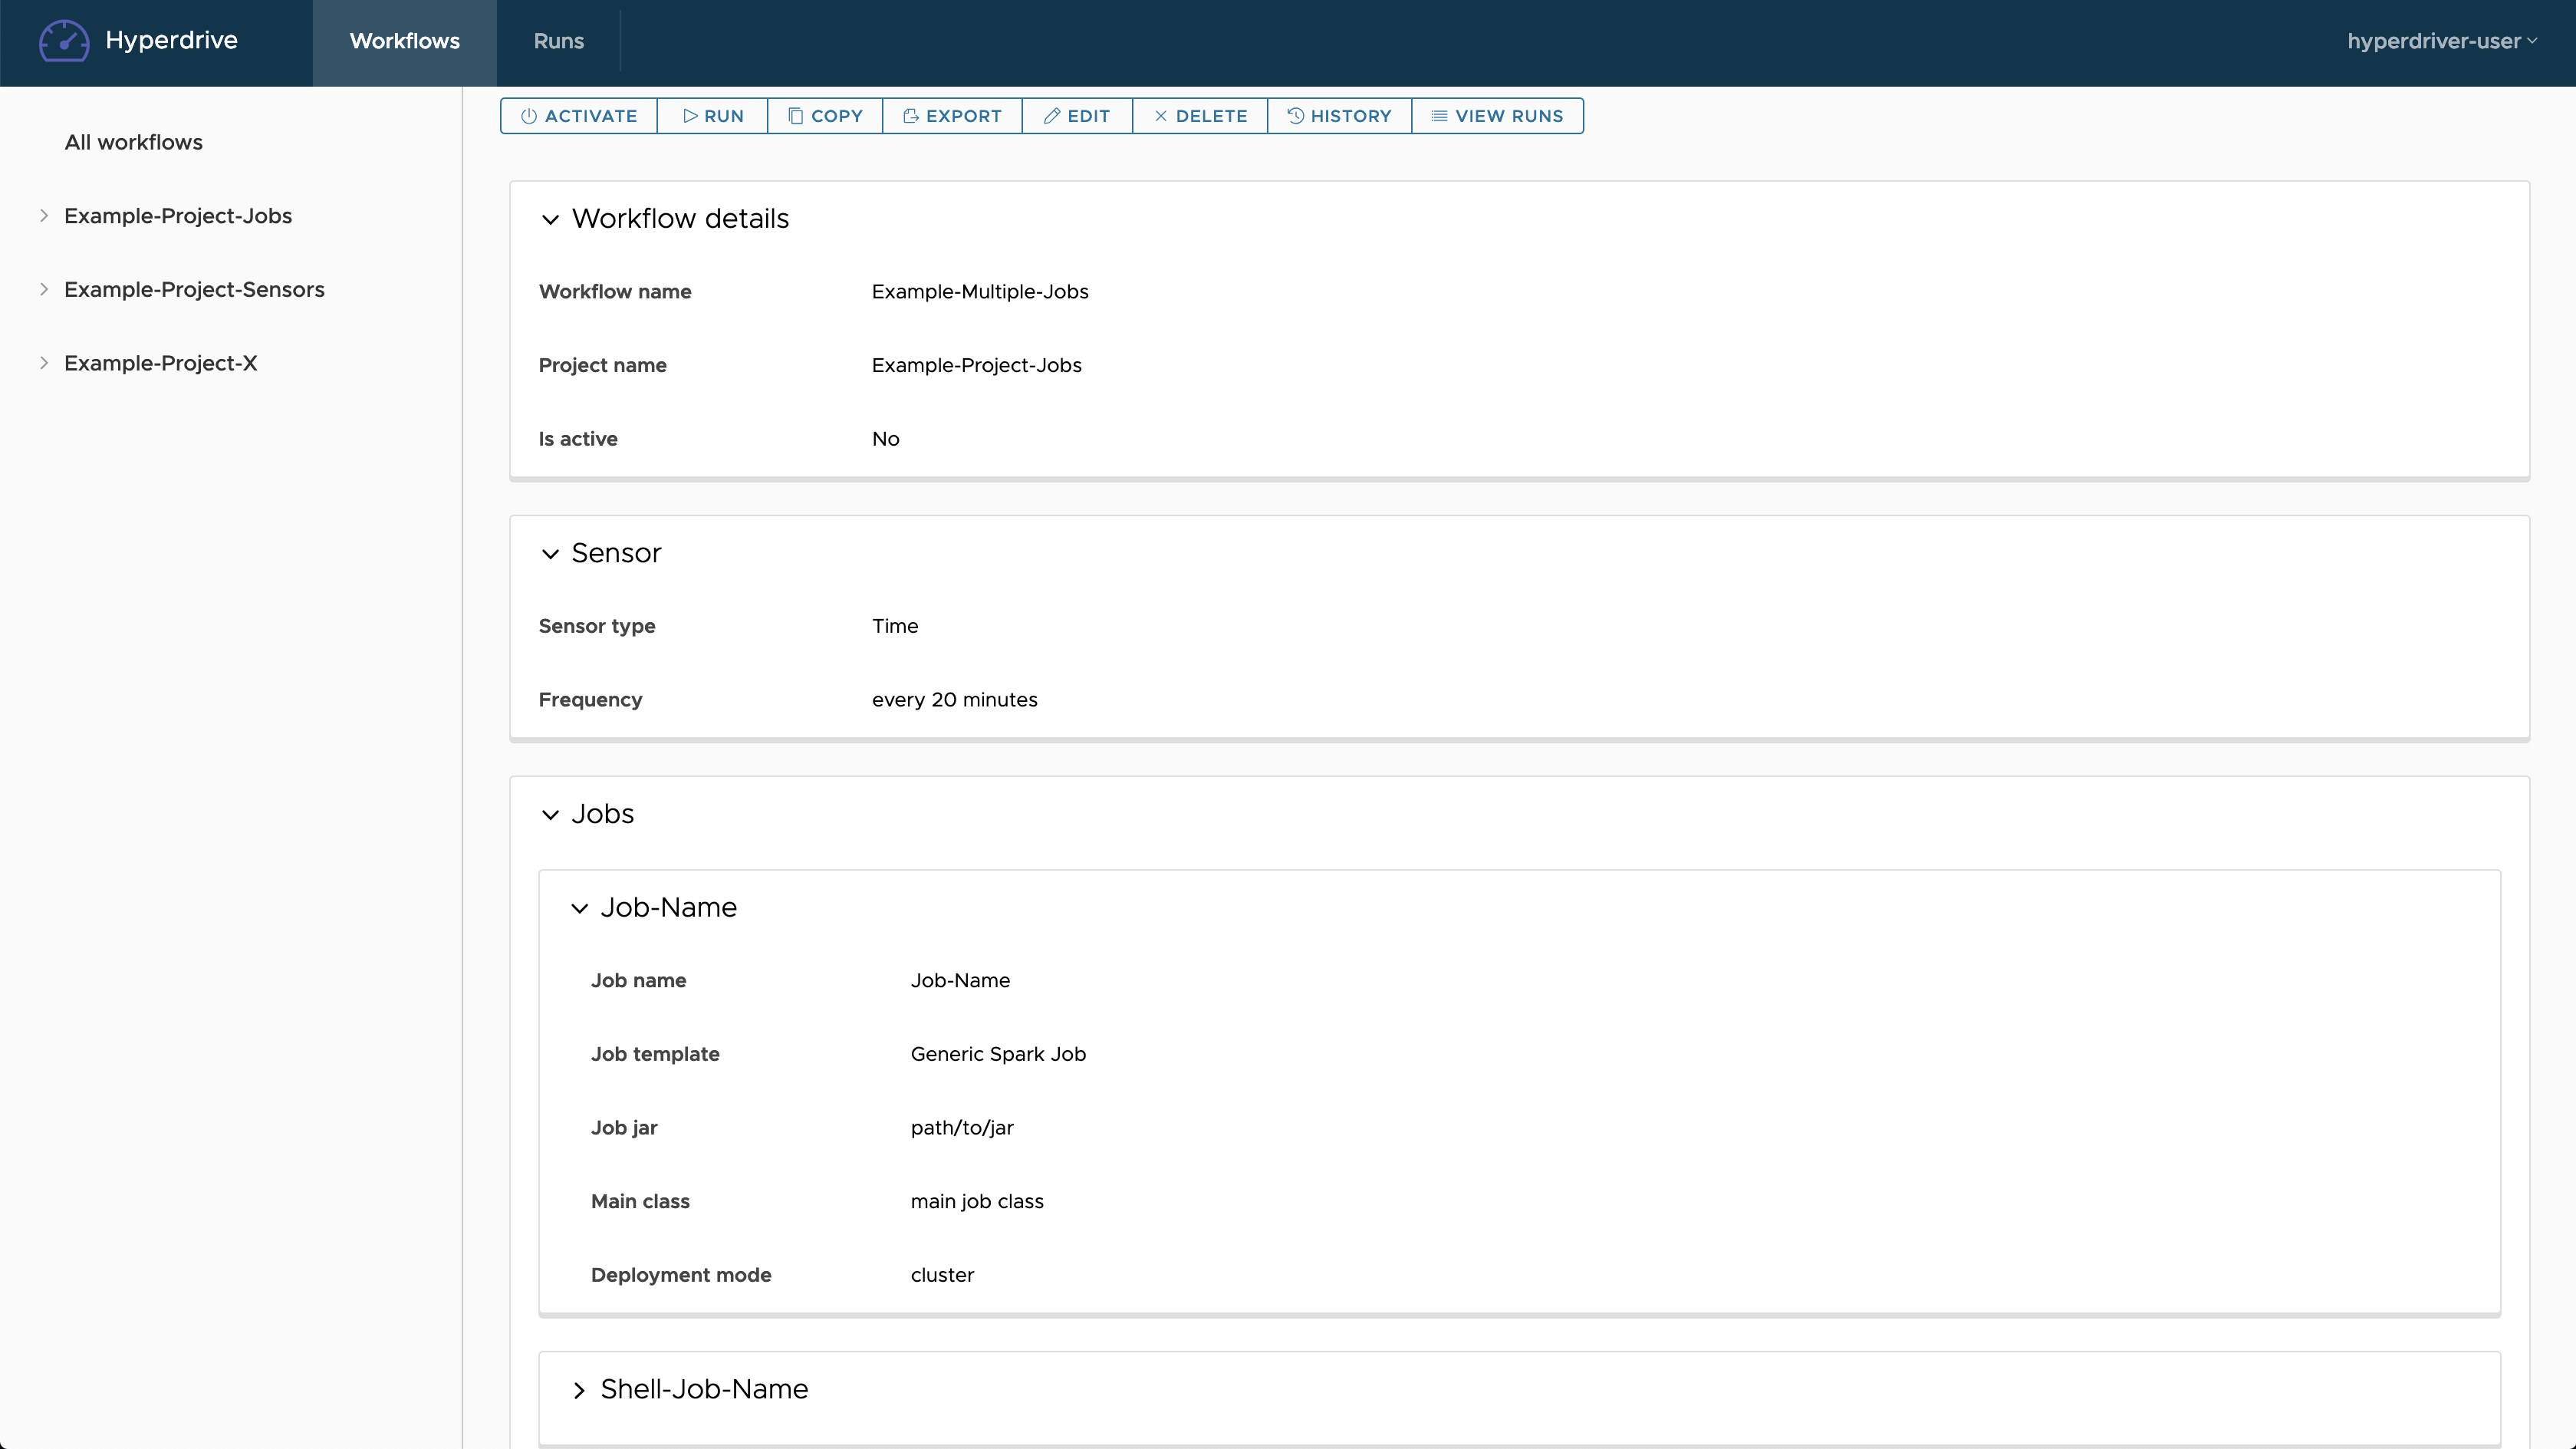 Hyperdrive
Workflows
Runs
hyperdriver-user
All workflows
Example-Project-Jobs
Example-Project-Sensors
Example-Project-X
ACTIVATE RUN COPY EXPORT EDIT DELETE HISTORY VIEW RUNS
Workflow details
Workflow name Example-Multiple-Jobs
Project name Example-Project-Jobs
Is active No
Sensor
Sensor type Time
Frequency every 20 minutes
Jobs
Job-Name
Job name Job-Name
Job template Generic Spark Job
Job jar path/to/jar
Main class main job class
Deployment mode cluster
Shell-Job-Name